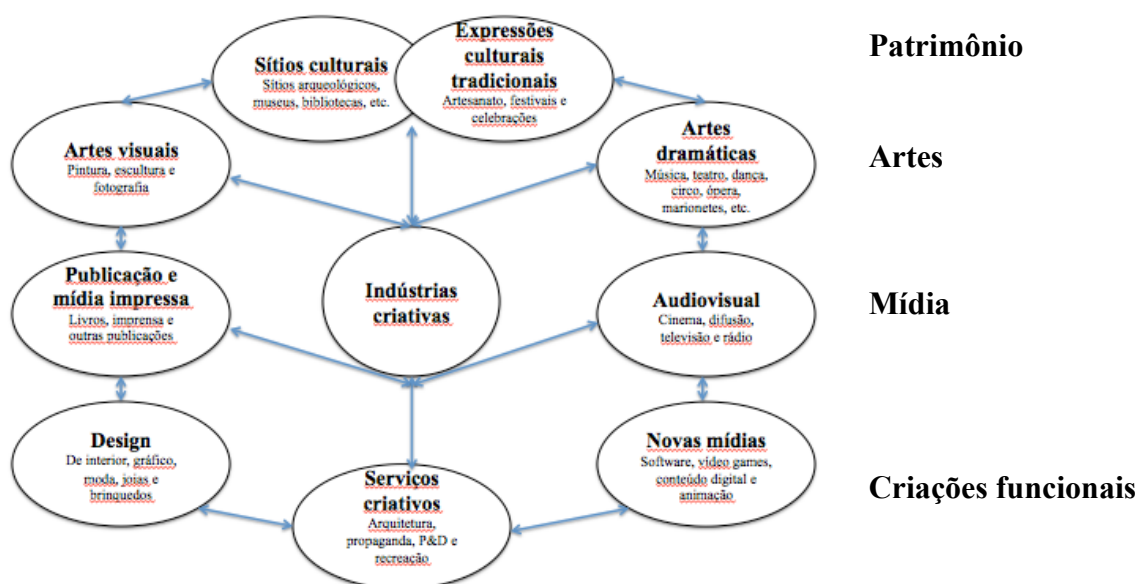 Sítios culturais
Sítios arqueológicos,
museus, bibliotecas, etc.
Expressões
culturais
tradicionais
Artesanato, festivais e
celebrações
Patrimônio
Artes visuais
Pintura, escultura e
fotografia
Artes
dramáticas
Música, teatro, dança,
circo, ópera,
marionetes, etc.
Artes
Publicação e
mídia impressa
Livros, imprensa e
outras publicações
Indústrias
criativas
Audiovisual
Cinema, difusão,
televisão e rádio
Mídia
Design
De interior, gráfico,
moda, joias e
brinquedos
Serviços
criativos
Arquitetura,
propaganda, P&D e
recreação
Novas mídias
Software, vídeo games,
conteúdo digital e
animação
Criações funcionais